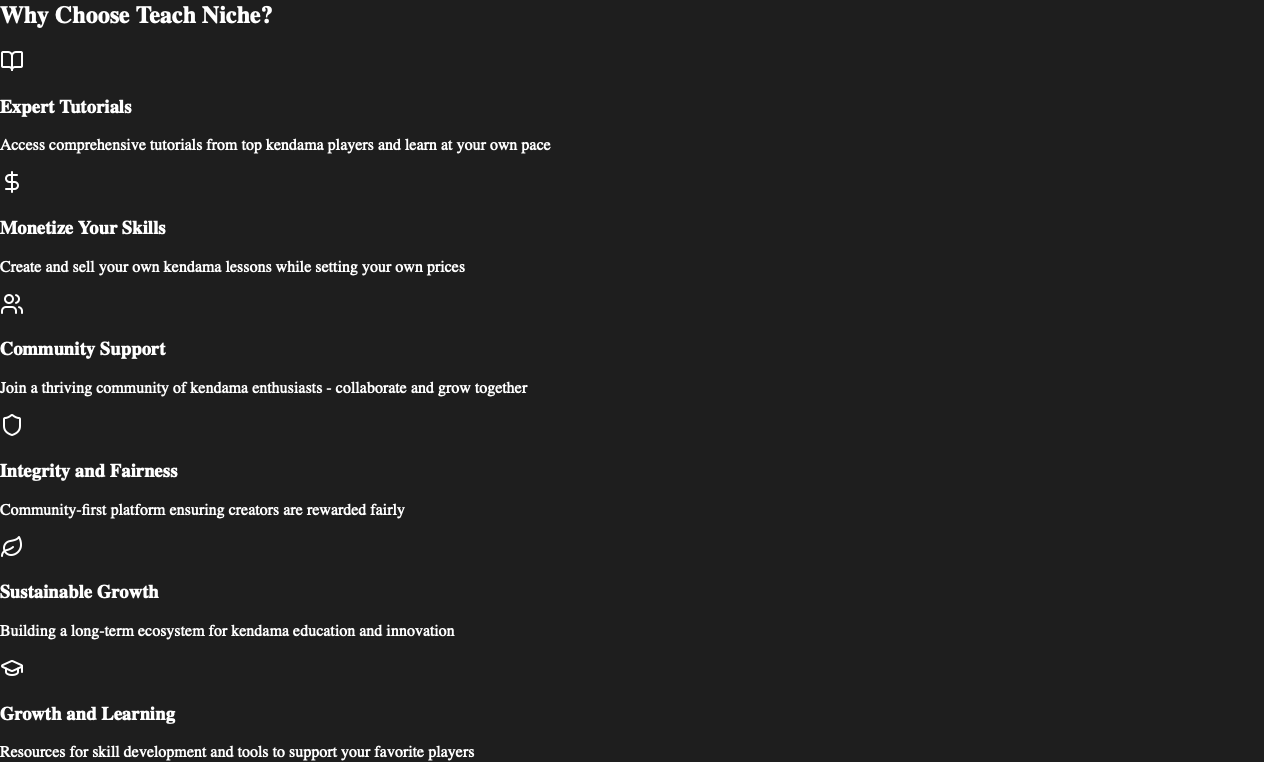 Why Choose Teach Niche?
Expert Tutorials
Access comprehensive tutorials from top kendama players and learn at your own pace
Monetize Your Skills
Create and sell your own kendama lessons while setting your own prices
Community Support
Join a thriving community of kendama enthusiasts - collaborate and grow together
Integrity and Fairness
Community-first platform ensuring creators are rewarded fairly
Sustainable Growth
Building a long-term ecosystem for kendama education and innovation
Growth and Learning
Resources for skill development and tools to support your favorite players